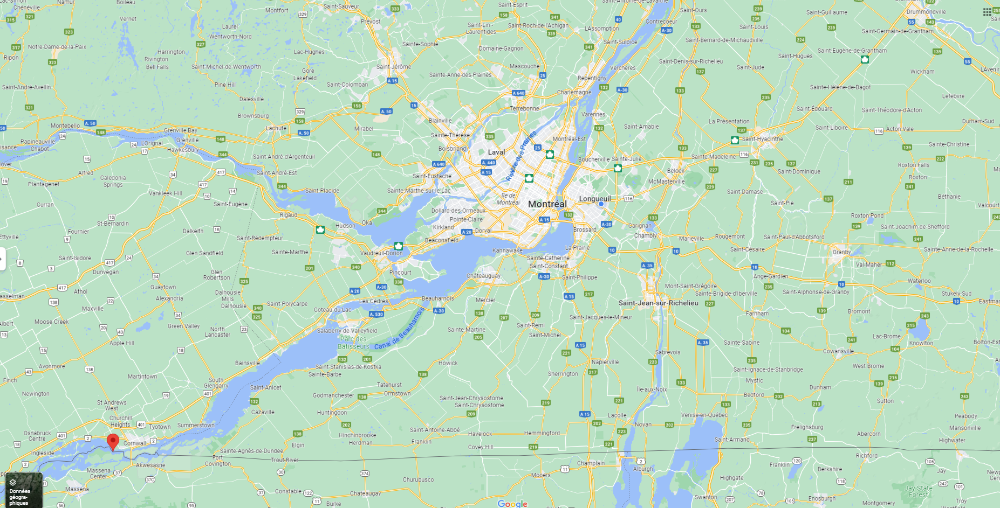 Lac-Simon
Namur
Boileau
Chénéville
Vernet
Montfort
Saint-Sauveur
Prévost
Saint-Esprit
Saint-Lin -
Laurentides
Saint-Roch-de-l'Achigan
L'Assomption
Saint-Antoine-de-Lavaltrie
Contrecoeur
Saint-Ours
Saint-Louis
Saint-Guillaume
Drummondville
Saint-Germain-de-Grantham
Laurel
Wentworth-Nord
Sainte-Sophie
Domaine-Gagnon
Saint-Sulpice
Saint-Bernard-de-Michaudville
Saint-Hugues
Saint-Eugène-de-Grantham
Notre-Dame-de-la-Paix
Ripon
Harrington
Rivington
Bell Falls
Lac-Hughes
Saint-Michel-de-Wentworth
Gore
Lakefield
Saint-Jérôme
Mascouche
Sainte-Anne-des-Plaines
Verchères
Repentigny
Saint-Denis-sur-Richelieu
Saint-Jude
Wickham
L'Avenir
Saint-André-Avellin
Pine Hill
Saint-Colomban
Dalesville
Charlemagne
Sainte-Hélène-de-Bagot
Lefebvre
Brownsburg
Blainville
Terrebonne
Varennes
Saint-Édouard
Saint-Théodore-d'Acton
Montebello
Grenville Bay
Lachute
Mirabel
Sainte-Thérèse
Montréal-Est
Saint-Amable
La Présentation
Saint-Liboire
Acton Vale
Durham-Sud
Papineauville
Chabot
L'Orignal
Grenville
Hawkesbury
Boisbriand
Laval
Rivière des Prairies
Saint-Hyacinthe
Sainte-Christine
Saint-André-d'Argenteuil
Boucherville
Sainte-Julie
Sainte-Madeleine
Roxton Falls
Alfred
Caledonia
Springs
Saint-André-Est
Saint-Eustache
Beloeil
McMasterville
Saint-Dominique
Roxton
Plantagenet
Vankleek Hill
Saint-Placide
Sainte-Marthe-sur-le-Lac
Île de
Montréal
Montréal
Longueuil
Saint-Damase
Béthanie
Curran
Saint-Eugène
Saint-Pie
Valcourt
St-Bernardin
Rigaud
Hudson
Oka
Dollard-des-Ormeaux
Pointe-Claire
Kirkland
Dorval
Beaconsfield
Brossard
Carignan
Chambly
Marieville
Rougemont
Saint-Paul-d'Abbotsford
Roxton Pond
Saint-Joachim-de-Shefford
Fournier
Dalkeith
Saint-Rédempteur
Sainte-Marthe
Glen Sandfield
Vaudreuil-Dorion
Kahnawake
La Prairie
Saint-Césaire
Granby
Sainte-Anne-de-la-Rochelle
Saint-Isidore
Dunvegan
Glen
Robertson
Pincourt
Châteauguay
Sainte-Catherine
Saint-Constant
Saint-Philippe
Ange-Gardien
Val-Maher
Waterloo
Guaytown
Athol
Alexandria
Dalhousie
Mills
Dalhousie
Saint-Polycarpe
Les Cèdres
Beauharnois
Mercier
Mont-Saint-Grégoire
Sainte-Brigide-d'Iberville
Saint-Alphonse-de-Granby
Stukely-Sud
Eastman
Maxville
Coteau-du-Lac
Saint-Jean-sur-Richelieu
Farnham
Bromont
Moose Creek
Green Valley
North
Lancaster
Salaberry-de-Valleyfield
Parc des
Bâtisseurs
Canal de Beauharnois
Sainte-Martine
Saint-Rémi
Saint-Michel
Saint-Jacques-le-Mineur
Sainte-Sabine
Lac-Brome
Knowlton
Apple Hill
Avonmore
Martintown
Bainsville
Saint-Stanislas-de-Kostka
Sainte-Barbe
Howick
Sherrington
Napierville
Sabrevois
Cowansville
West Brome
Saint-Ignace-de-Stanbridge
Mystic
Finch
Newington
South
Glengarry
Saint-Anicet
Godmanchester
Tatehurst
Ormstown
Saint-Jean-Chrysostome
Saint-Chrysostome
Île-aux-Noix
Bedford
Dunham
Sutton
St Andrews
West
Churchill
Heights
Tyotown
Summerstown
Cazaville
Huntingdon
Lacolle
Noyan
Venise-en-Québec
Frelighsburg
Peabody
Mansonville
Osnabruck
Centre
Cornwall
Ingleside
Hinchinbrooke
Herdman
Elgin
Saint-Antoine-Abbé
Franklin
Havelock
Hemmingford
Covey Hill
Saint-Armand
Abercorn
Highwater
Sainte-Agnès-de-Dundee
Fort
Covington
Trout-River
Akwesasne
Massena
Center
Massena
Champlain
Alburgh
Richford
Franklin
Berkshire
Enosburgh
Jay
Mooers
Churubusco
Constable
Chateaugay
Burke
Highgate
Swanton
Montgomery
Jay State
Forest
Données
géogra-
phiques
Google